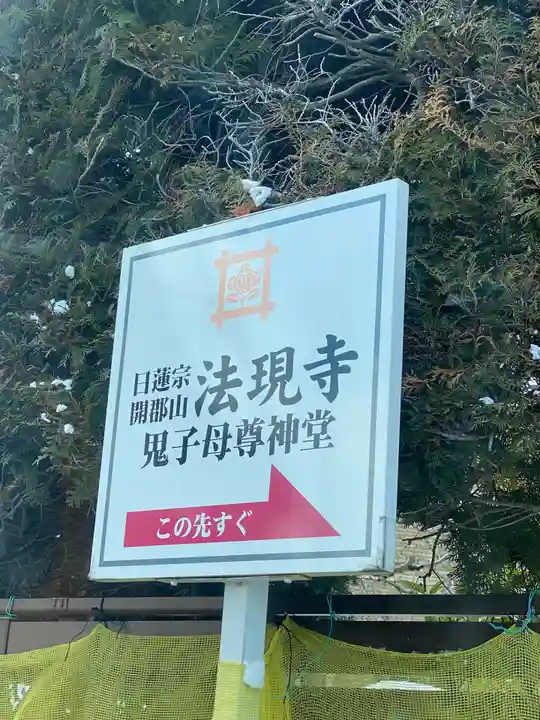 日蓮宗
開郡山
法現寺
鬼子母尊神堂
この先すぐ